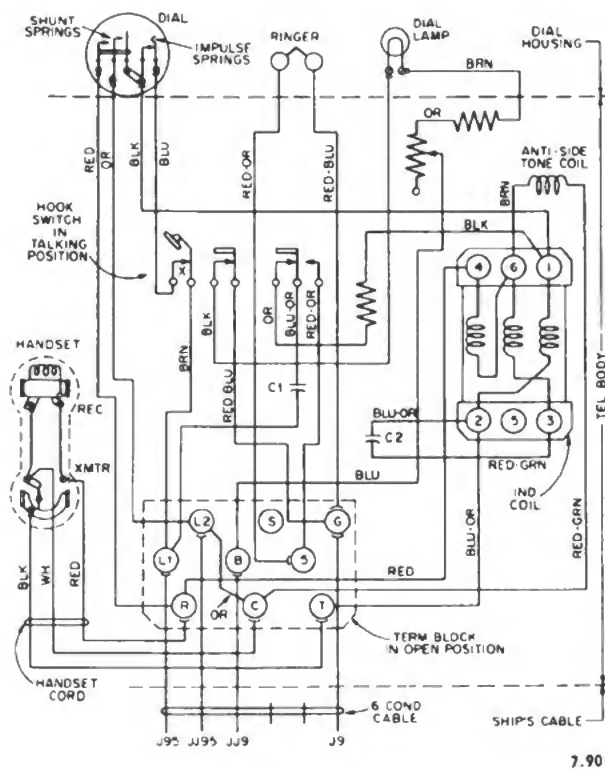 SHUNT
SPRINGS
DIAL
IMPULSE
SPRINGS
RINGER
DIAL
LAMP
DIAL
HOUSING
BRN
OR
RED
OR
BLK
BLU
RED-OR
RED-BLU
ANTI-SIDE
TONE COIL
BRN
BLK
HOOK
SWITCH
IN
TALKING
POSITION
X
4
6
1
BLK
OR
BLU-OR
RED-OR
BRN
RED BLU
C1
HANDSET
REC
XMTR
BLU-OR
C2
2
5
3
RED-GRN
IND
COIL
TEL BODY
BLU
BLU-OR
RED-GRN
L2
S
G
L1
B
5
RED
R
OR
C
T
BLK
WH
RED
TERM BLOCK
IN OPEN POSITION
HANDSET
CORD
6 COND
CABLE
J95
JJ95
JJ9
J9
SHIP'S CABLE
7.90